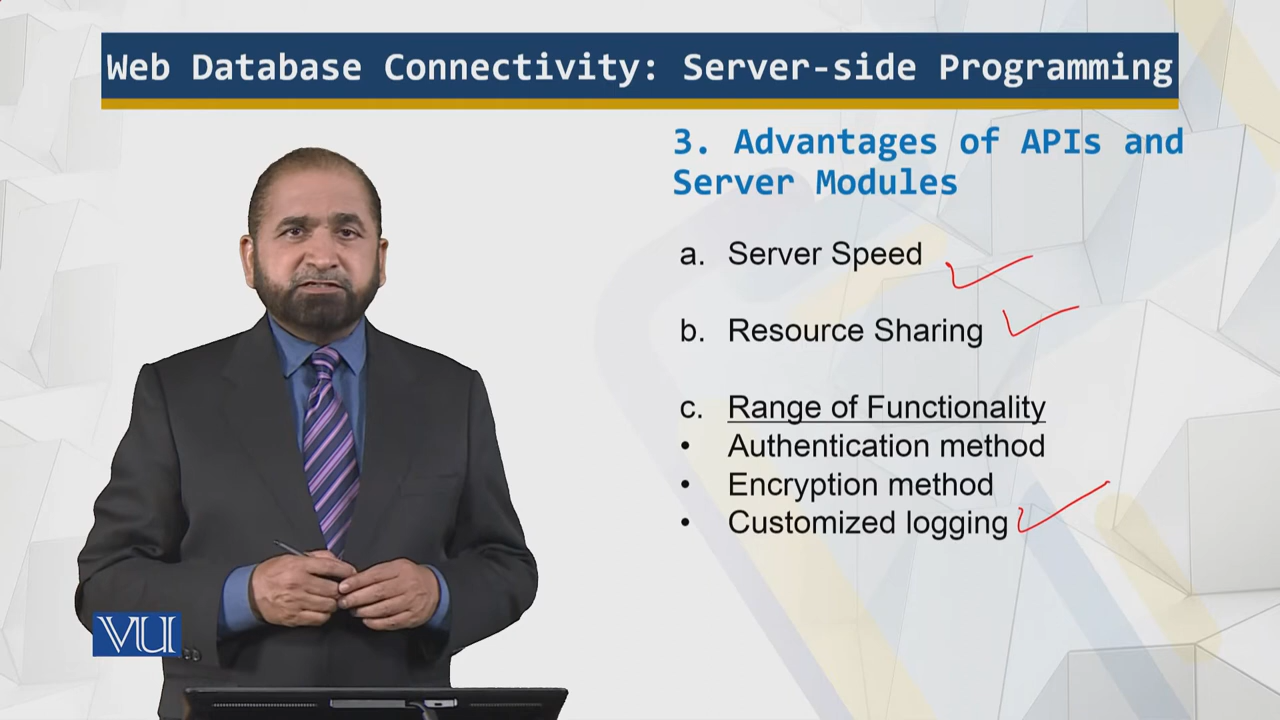 Web Database Connectivity: Server-side Programming
3. Advantages of APIs and
Server Modules
a. Server Speed
b. Resource Sharing
c. Range of Functionality
• Authentication method
• Encryption method
• Customized logging
VU